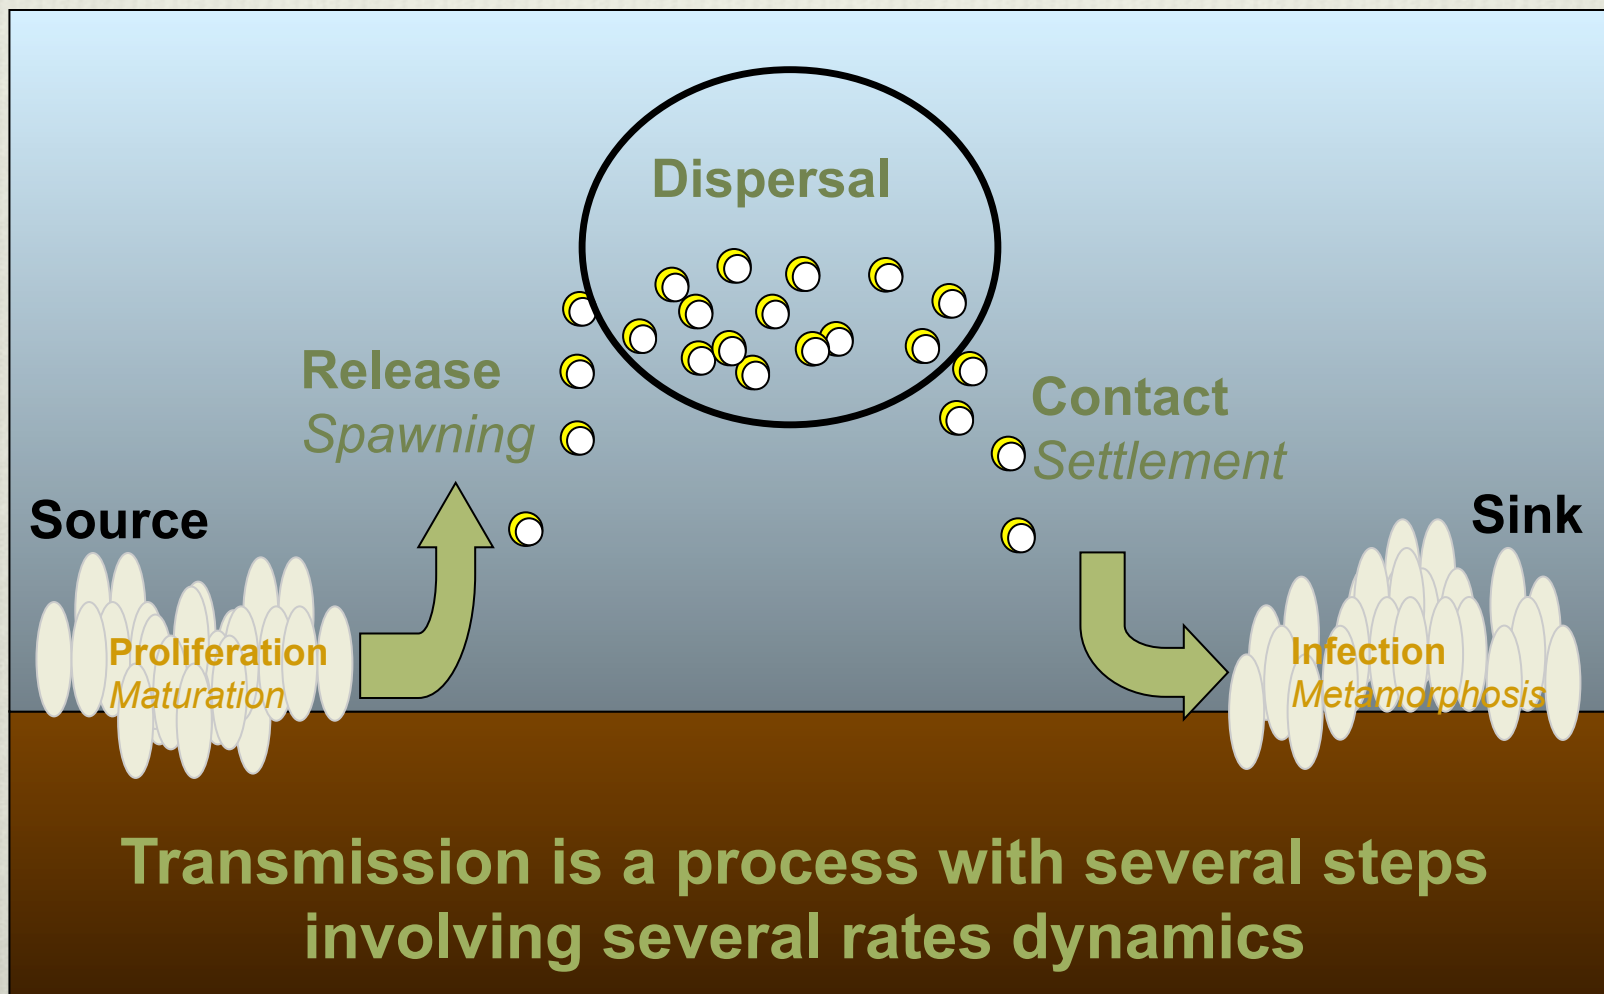 Dispersal
Release
Spawning
Contact
Settlement
Source
Sink
Proliferation
Maturation
Infection
Metamorphosis
Transmission is a process with several steps
involving several rates dynamics